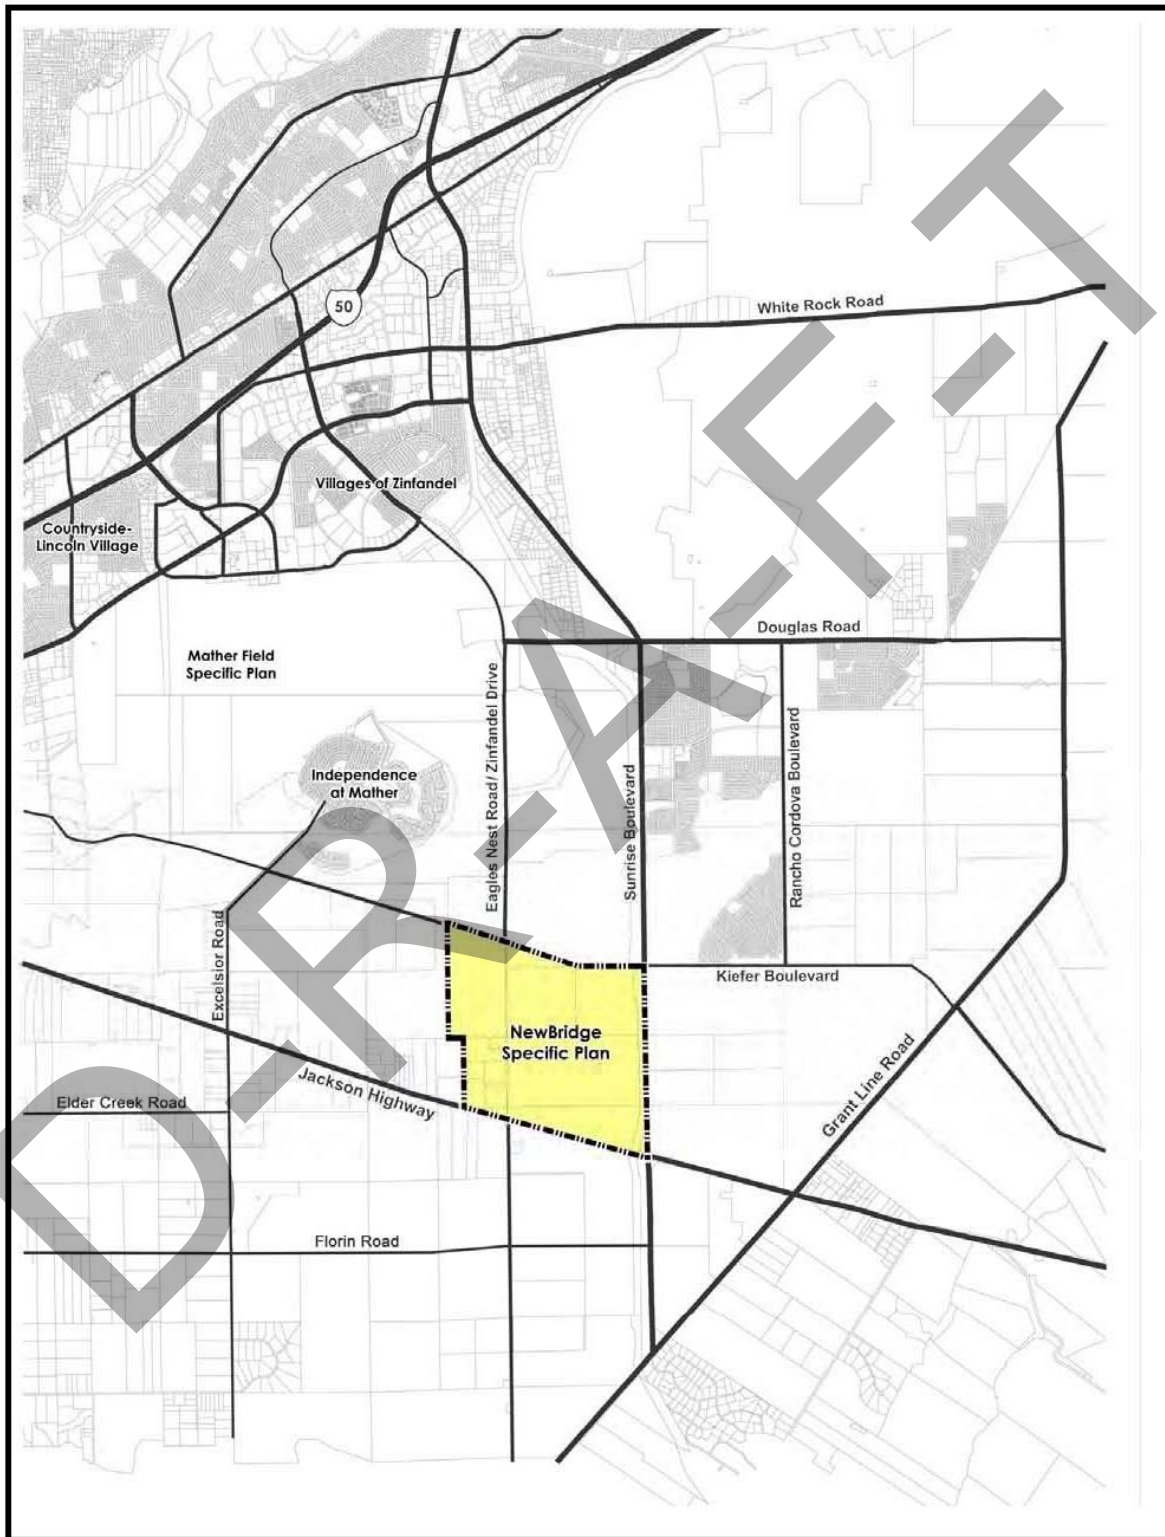 50
White Rock Road
Villages of Zinfandel
Countryside-
Lincoln Village
Douglas Road
Mather Field
Specific Plan
Eagles Nest Road/ Zinfandel Drive
Sunrise Boulevard
Rancho Cordova Boulevard
Independence
at Mather
Excelsior Road
Kiefer Boulevard
NewBridge
Specific Plan
Grant Line Road
Jackson Highway
Elder Creek Road
Florin Road
D-R-A-F-T